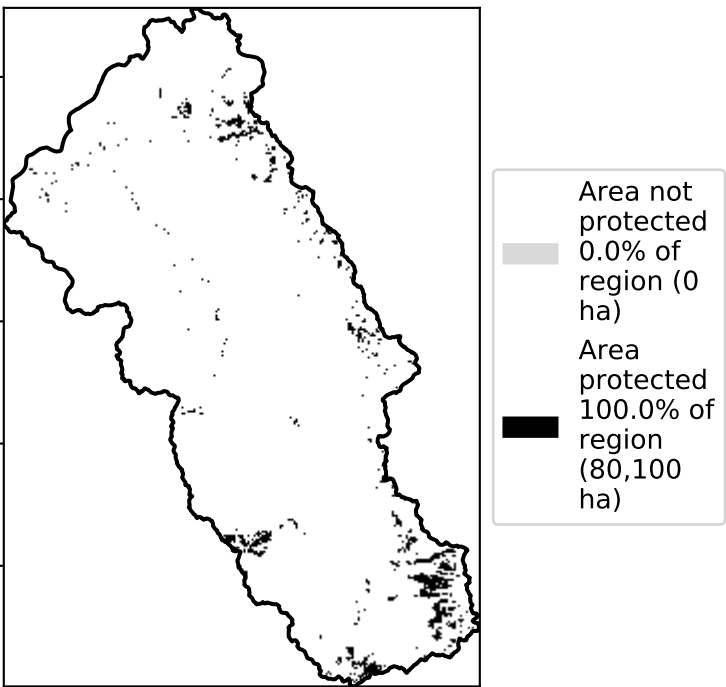 Area not
protected
0.0% of
region (0
ha)
Area
protected
100.0% of
region
(80,100
ha)